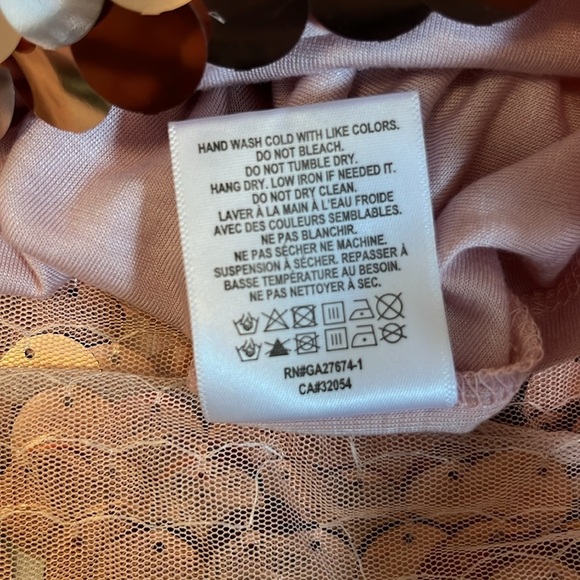 HAND WASH COLD WITH LIKE COLORS.
DO NOT BLEACH.
DO NOT TUMBLE DRY.
HANG DRY. LOW IRON IF NEEDED IT.
DO NOT DRY CLEAN.
LAVER À LA MAIN À L'EAU FROIDE
AVEC DES COULEURS SEMBLABLES.
NE PAS BLANCHIR.
NE PAS SÉCHER NE MACHINE.
SUSPENSION À SÉCHER. REPASSER À
BASSE TEMPÉRATURE AU BESOIN.
NE PAS NETTOYER À SEC.
RN#GA27674-1
CA#32054